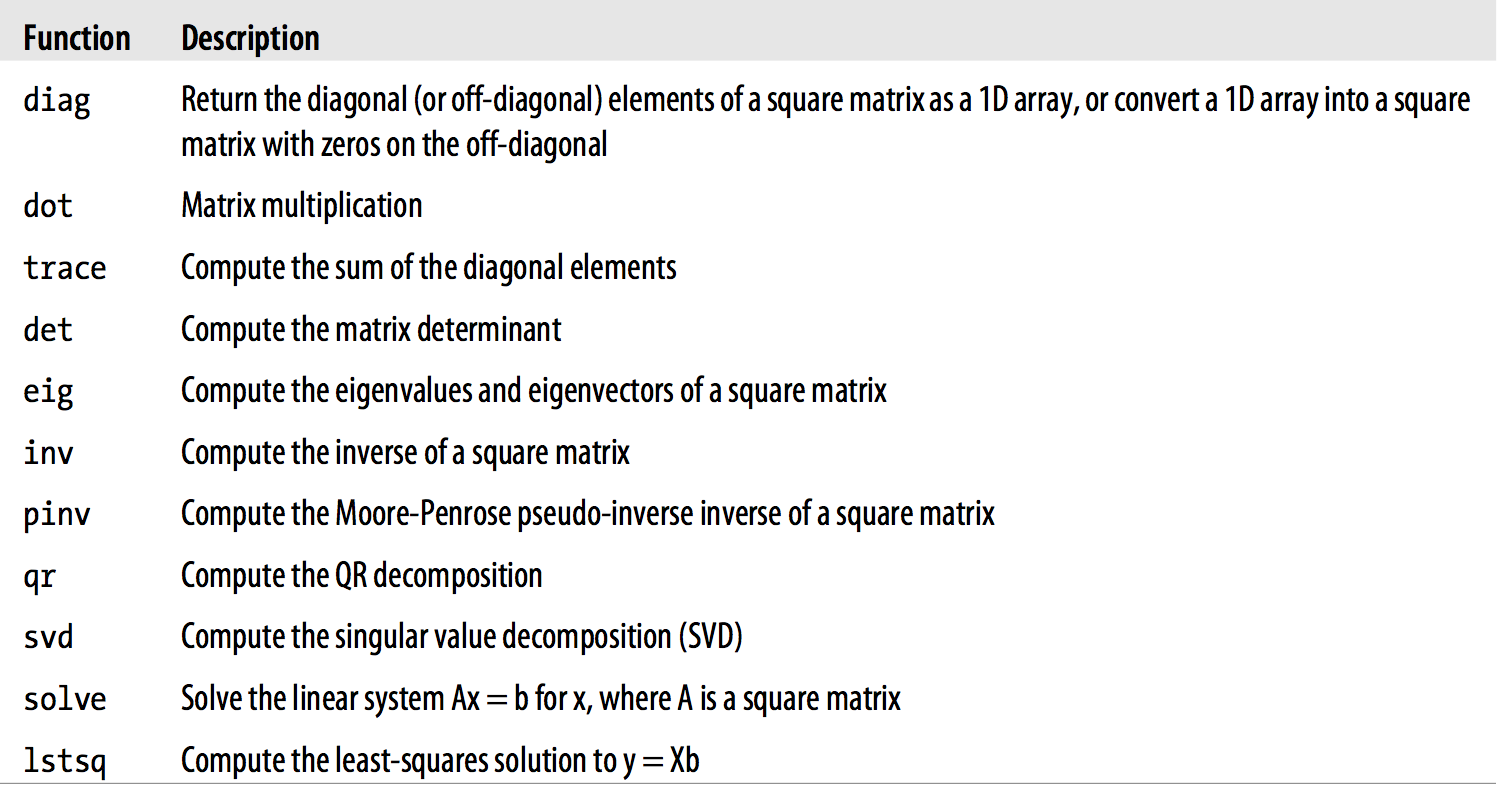 Function Description
diag Return the diagonal (or off-diagonal) elements of a square matrix as a 1D array, or convert a 1D array into a square
matrix with zeros on the off-diagonal
dot Matrix multiplication
trace Compute the sum of the diagonal elements
det Compute the matrix determinant
eig Compute the eigenvalues and eigenvectors of a square matrix
inv Compute the inverse of a square matrix
pinv Compute the Moore-Penrose pseudo-inverse inverse of a square matrix
qr Compute the QR decomposition
svd Compute the singular value decomposition (SVD)
solve Solve the linear system Ax = b for x, where A is a square matrix
lstsq Compute the least-squares solution to y = Xb